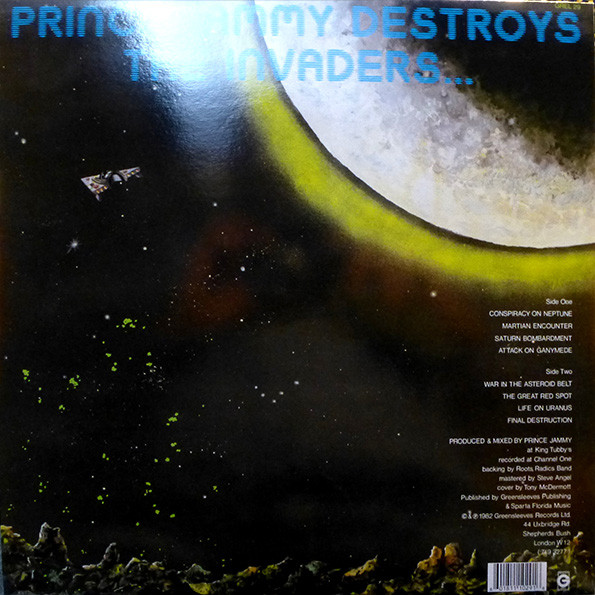 GREL 29
PRINCE JAMMY DESTROYS
THE INVADERS...
Side One
CONSPIRACY ON NEPTUNE
MARTIAN ENCOUNTER
SATURN BOMBARDMENT
ATTACK ON GANYMEDE
Side Two
WAR IN THE ASTEROID BELT
THE GREAT RED SPOT
LIFE ON URANUS
FINAL DESTRUCTION
PRODUCED & MIXED BY PRINCE JAMMY
at King Tubby's
recorded at Channel One
backing by Roots Radics Band
mastered by Steve Angel
cover by Tony McDermott
Published by Greensleeves Publishing
& Sparta Florida Music
© ℗ 1982 Greensleeves Records Ltd.
44 Uxbridge Rd.
Shepherds Bush
London W12
G